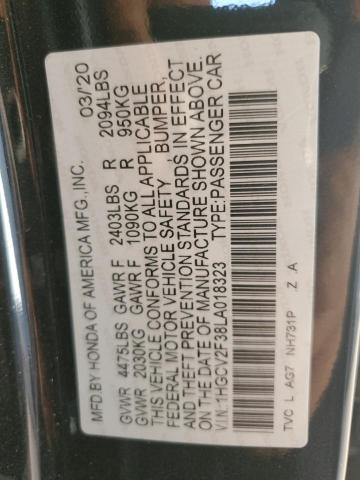 MFD.BY HONDA OF AMERICA MFG.,INC. 03/'20
GVWR 4475LBS GAWR F 2403LBS R 2094LBS
GVWR 2030KG GAWR F 1090KG R 950KG
THIS VEHICLE CONFORMS TO ALL APPLICABLE
FEDERAL MOTOR VEHICLE SAFETY BUMPER,
AND THEFT PREVENTION STANDARDS IN EFFECT
ON THE DATE OF MANUFACTURE SHOWN ABOVE.
V.I.N.:1HGCV2F38LA018323 TYPE:PASSENGER CAR
TVC L AG7 NH731P Z A